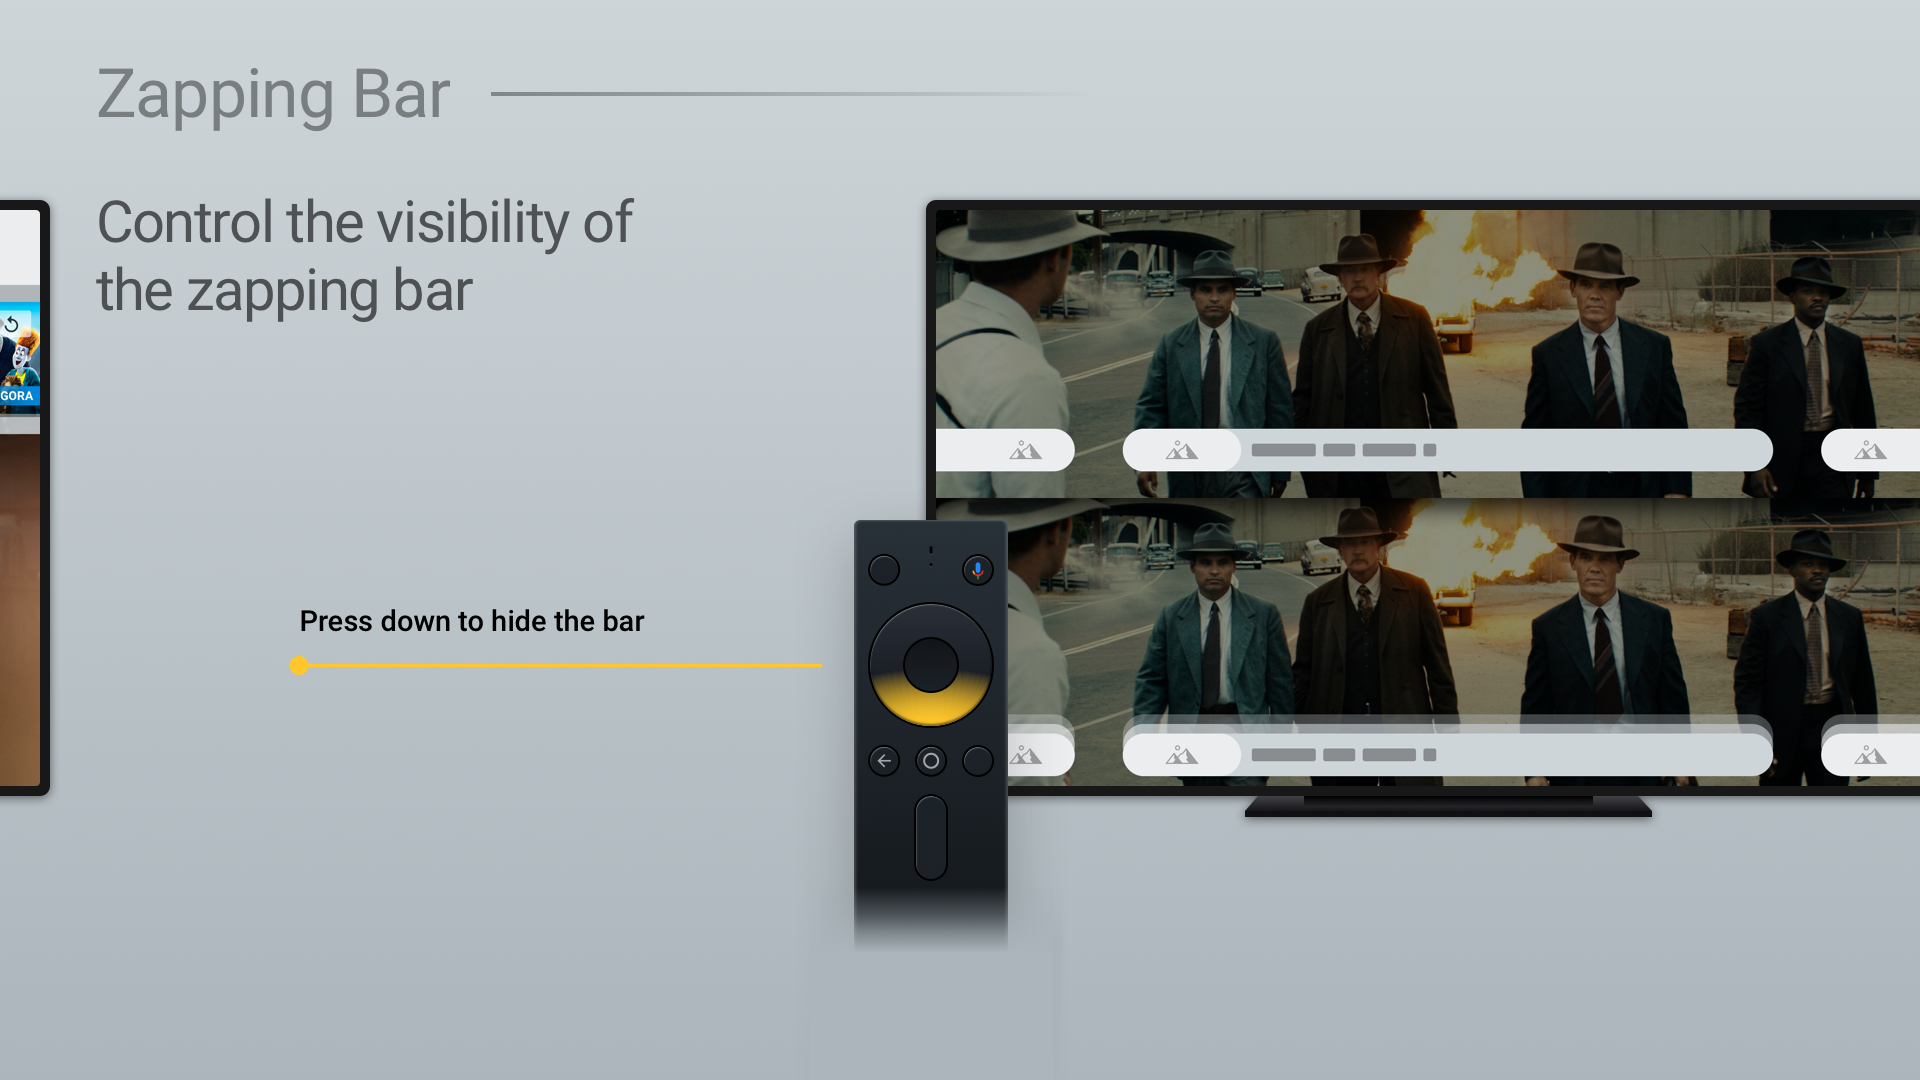 Zapping Bar
Control the visibility of
the zapping bar
GORA
Press down to hide the bar